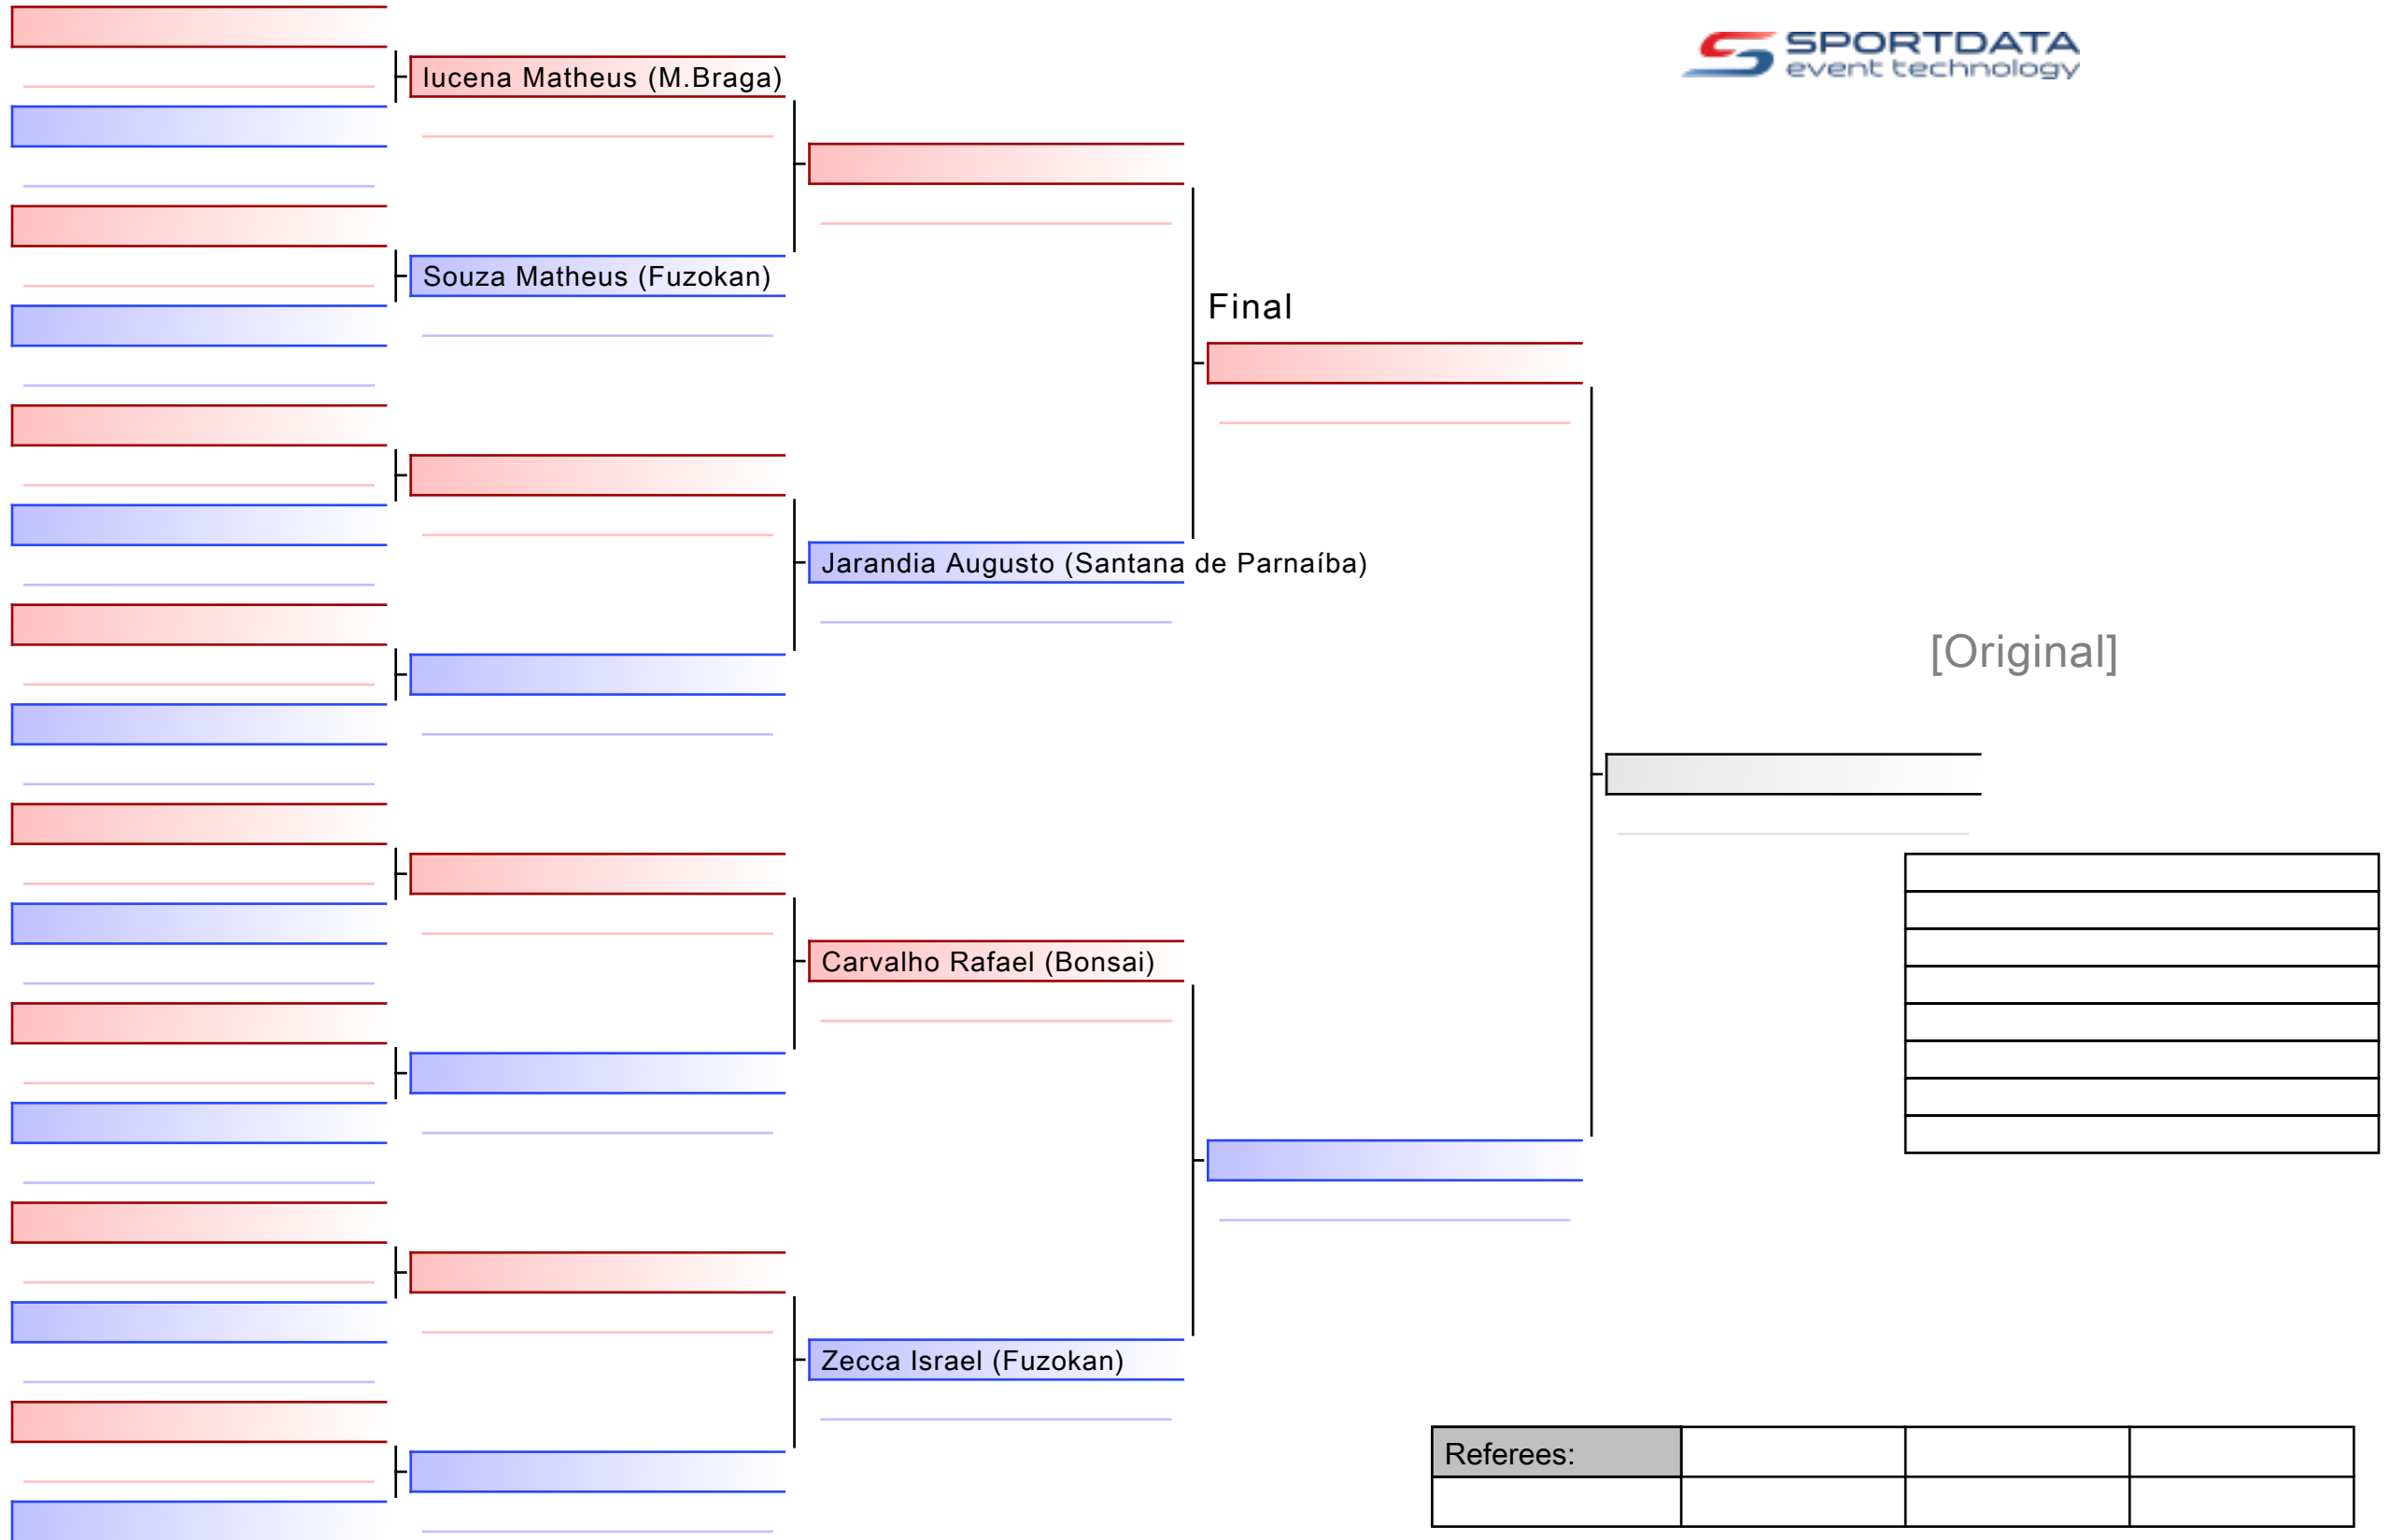 SPORTDATA
event technology
lucena Matheus (M.Braga)
Souza Matheus (Fuzokan)
Final
Jarandia Augusto (Santana de Parnaíba)
[Original]
Carvalho Rafael (Bonsai)
Zecca Israel (Fuzokan)
Referees: